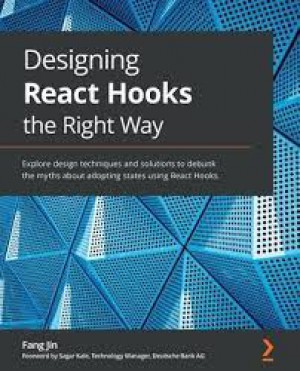 Designing
React Hooks
the Right Way
Explore design techniques and solutions to debunk
the myths about adopting states using React Hooks.
Fang Jin
Foreword by Sagar Kale, Technology Manager, Deutsche Bank AG